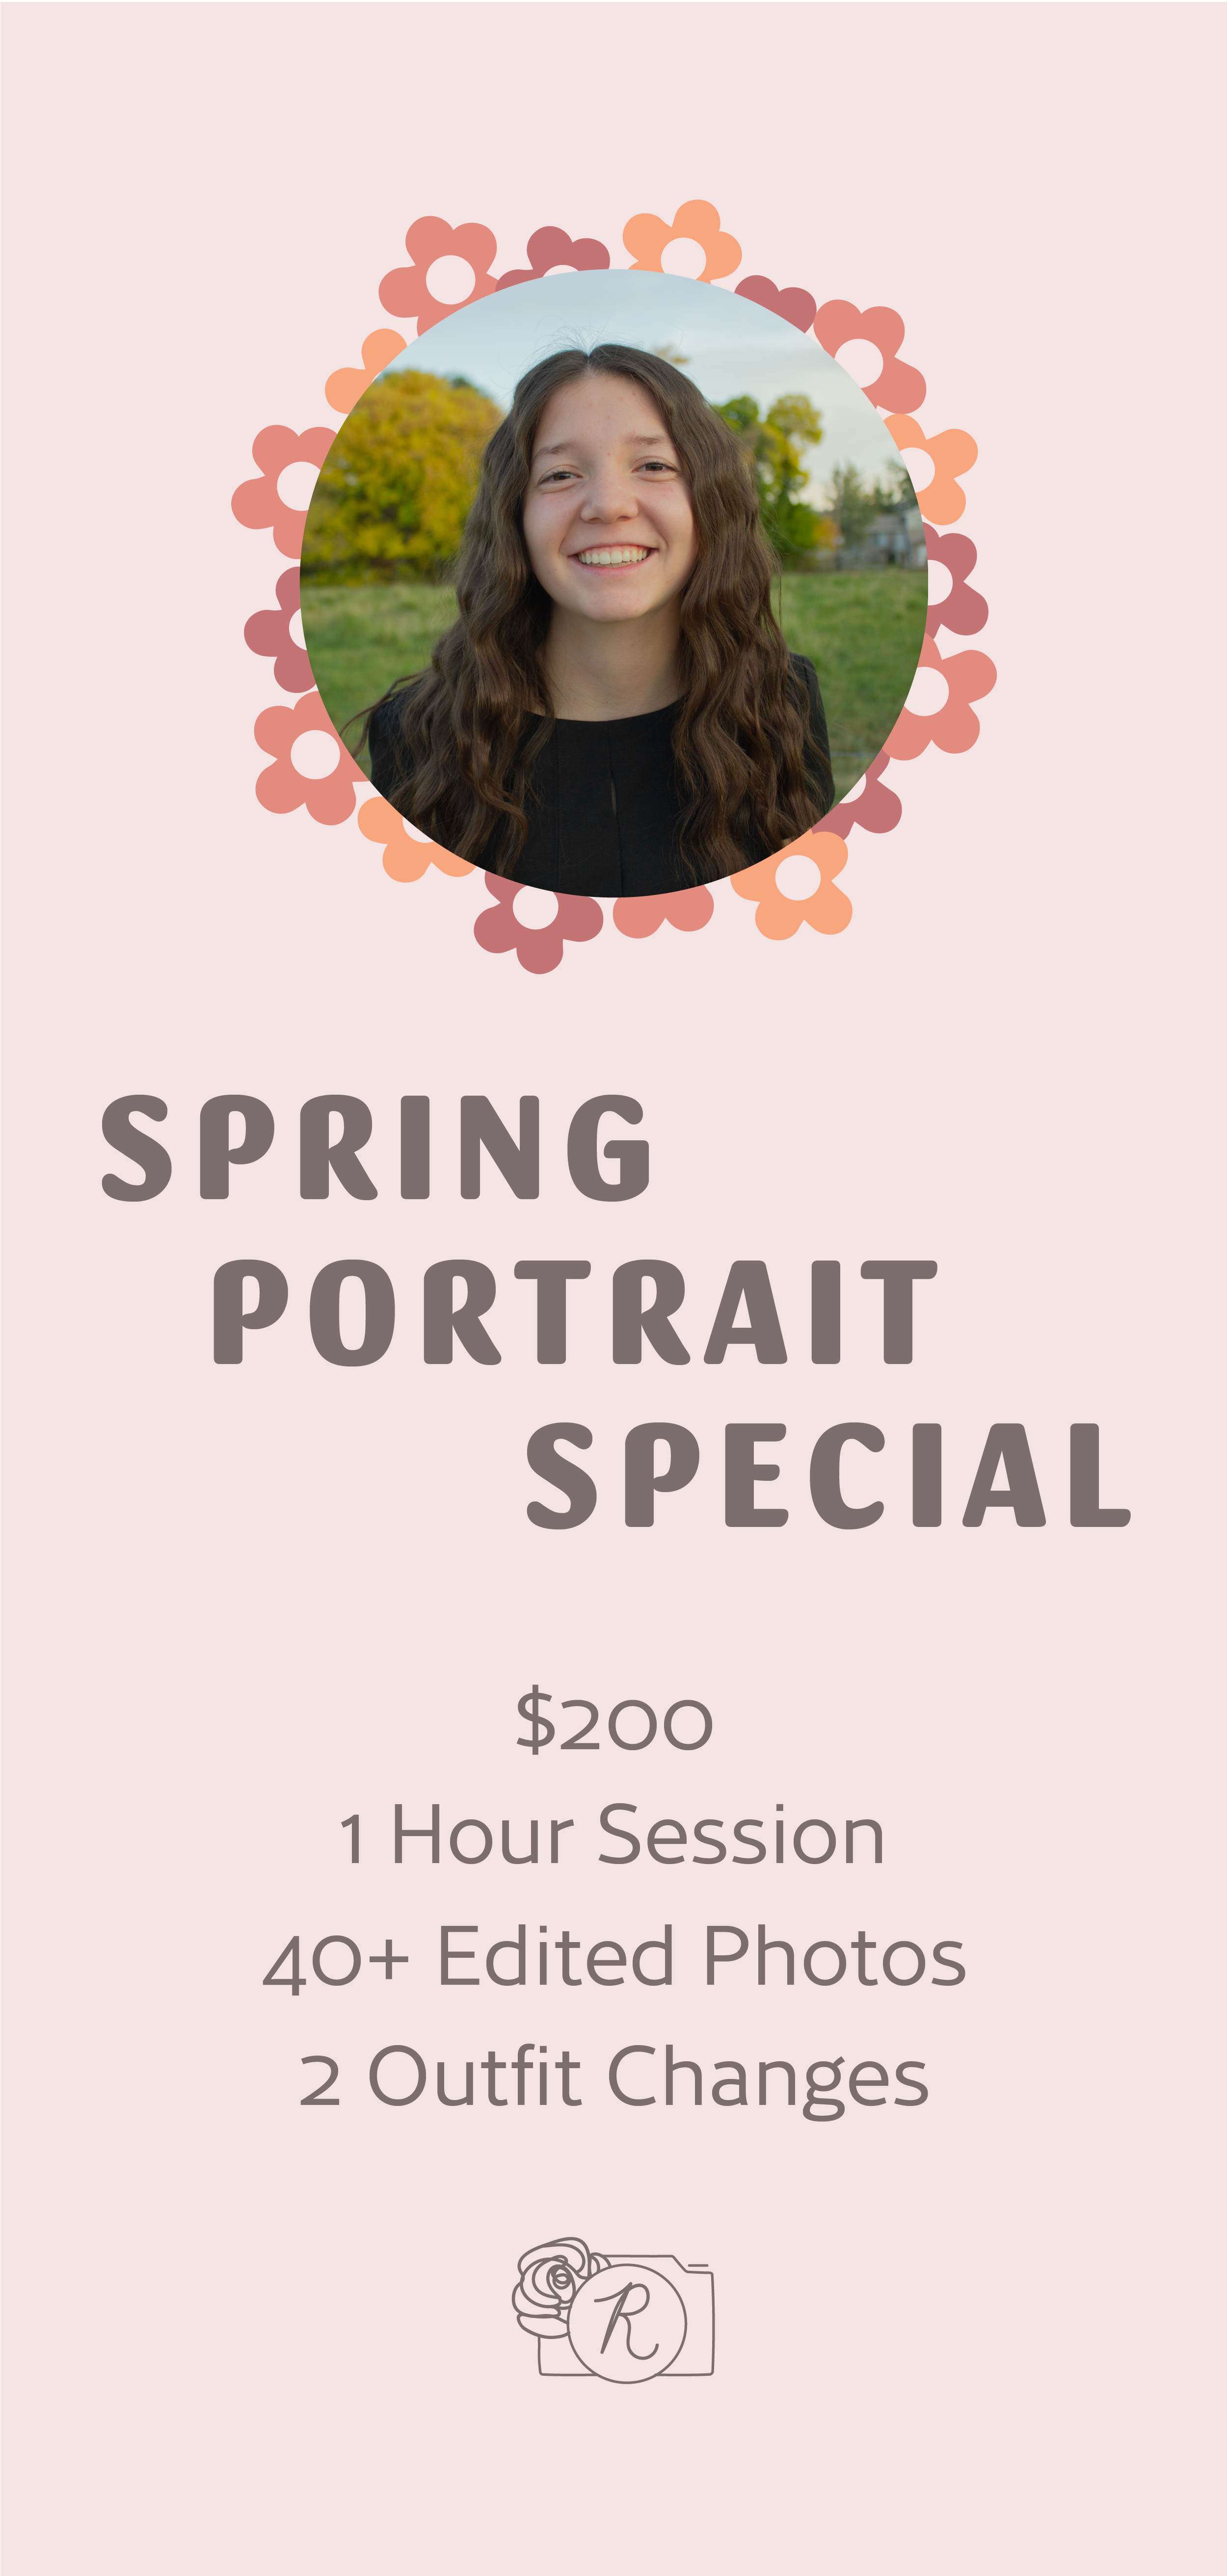 SPRING
PORTRAIT
SPECIAL
$200
1 Hour Session
40+ Edited Photos
2 Outfit Changes
R